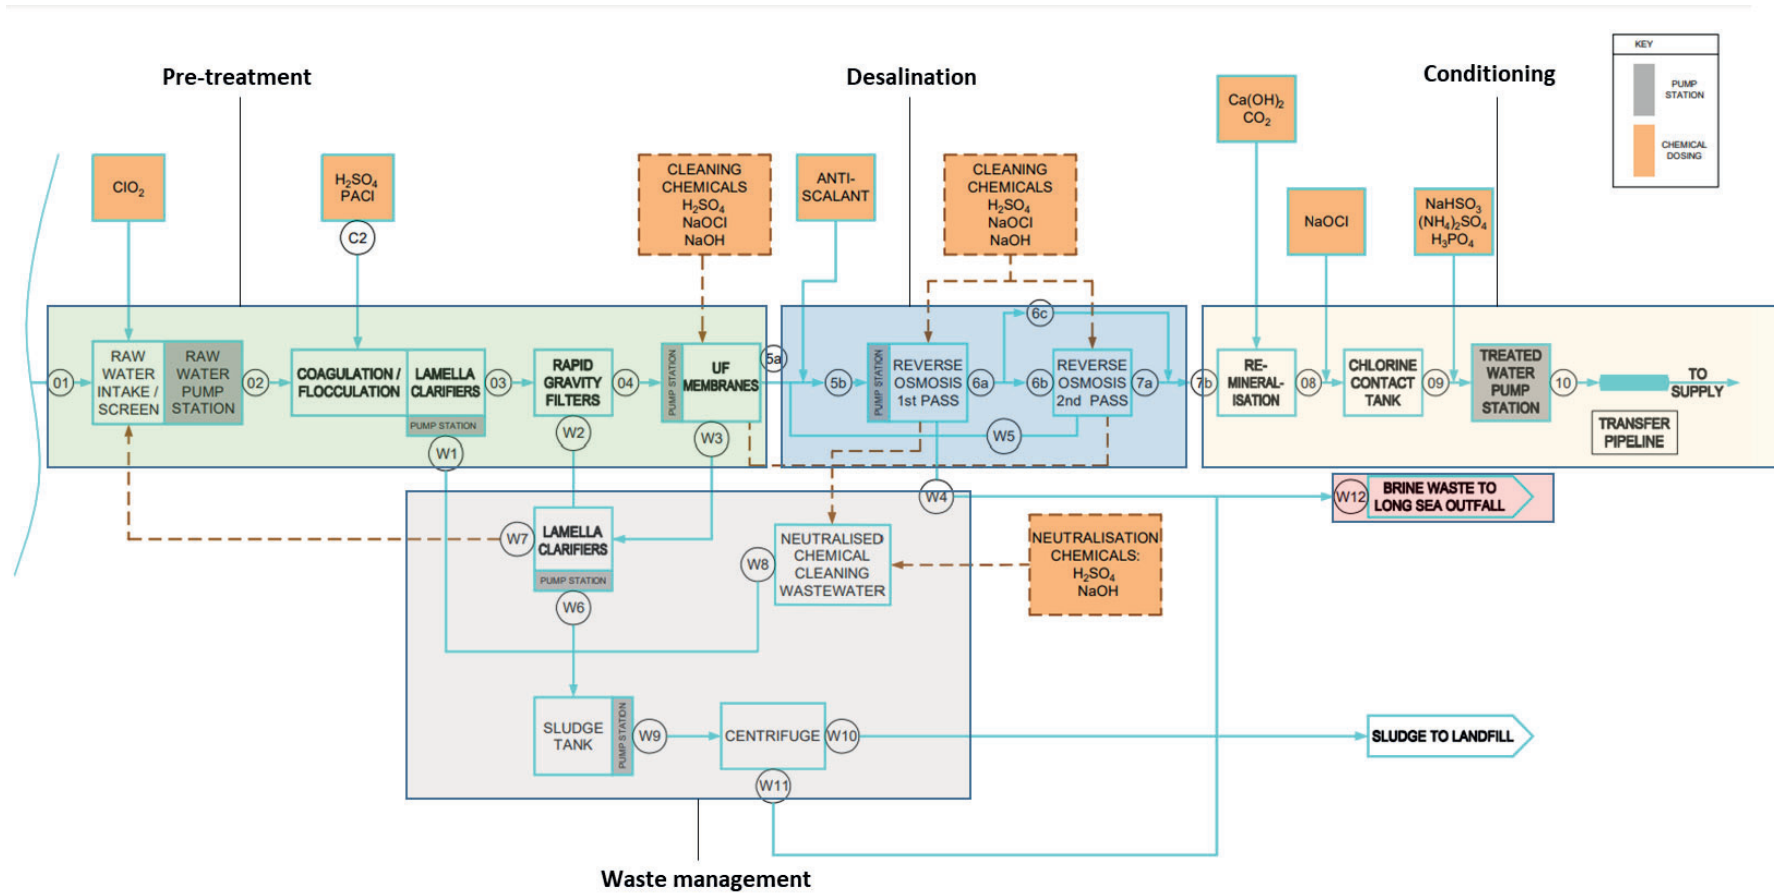 Pre-treatment
Desalination
Conditioning
KEY
PUMP
STATION
CHEMICAL
DOSING
ClO2
H2SO4
PACl
C2
CLEANING
CHEMICALS
H2SO4
NaOCl
NaOH
ANTI-
SCALANT
CLEANING
CHEMICALS
H2SO4
NaOCl
NaOH
Ca(OH)2
CO2
NaOCl
NaHSO3
(NH4)2SO4
H3PO4
01
RAW
WATER
INTAKE /
SCREEN
RAW
WATER
PUMP
STATION
02
COAGULATION /
FLOCCULATION
LAMELLA
CLARIFIERS
PUMP STATION
03
RAPID
GRAVITY
FILTERS
04
PUMP STATION
UF
MEMBRANES
5a
5b
PUMP STATION
REVERSE
OSMOSIS
1st PASS
6a
6b
6c
REVERSE
OSMOSIS
2nd PASS
7a
7b
RE-
MINERAL-
ISATION
08
CHLORINE
CONTACT
TANK
09
TREATED
WATER
PUMP
STATION
10
TO
SUPPLY
TRANSFER
PIPELINE
W1
W2
W3
W5
W4
W12
BRINE WASTE TO
LONG SEA OUTFALL
W7
LAMELLA
CLARIFIERS
PUMP STATION
W6
W8
NEUTRALISED
CHEMICAL
CLEANING
WASTEWATER
NEUTRALISATION
CHEMICALS:
H2SO4
NaOH
SLUDGE
TANK
PUMP STATION
W9
CENTRIFUGE
W10
W11
SLUDGE TO LANDFILL
Waste management